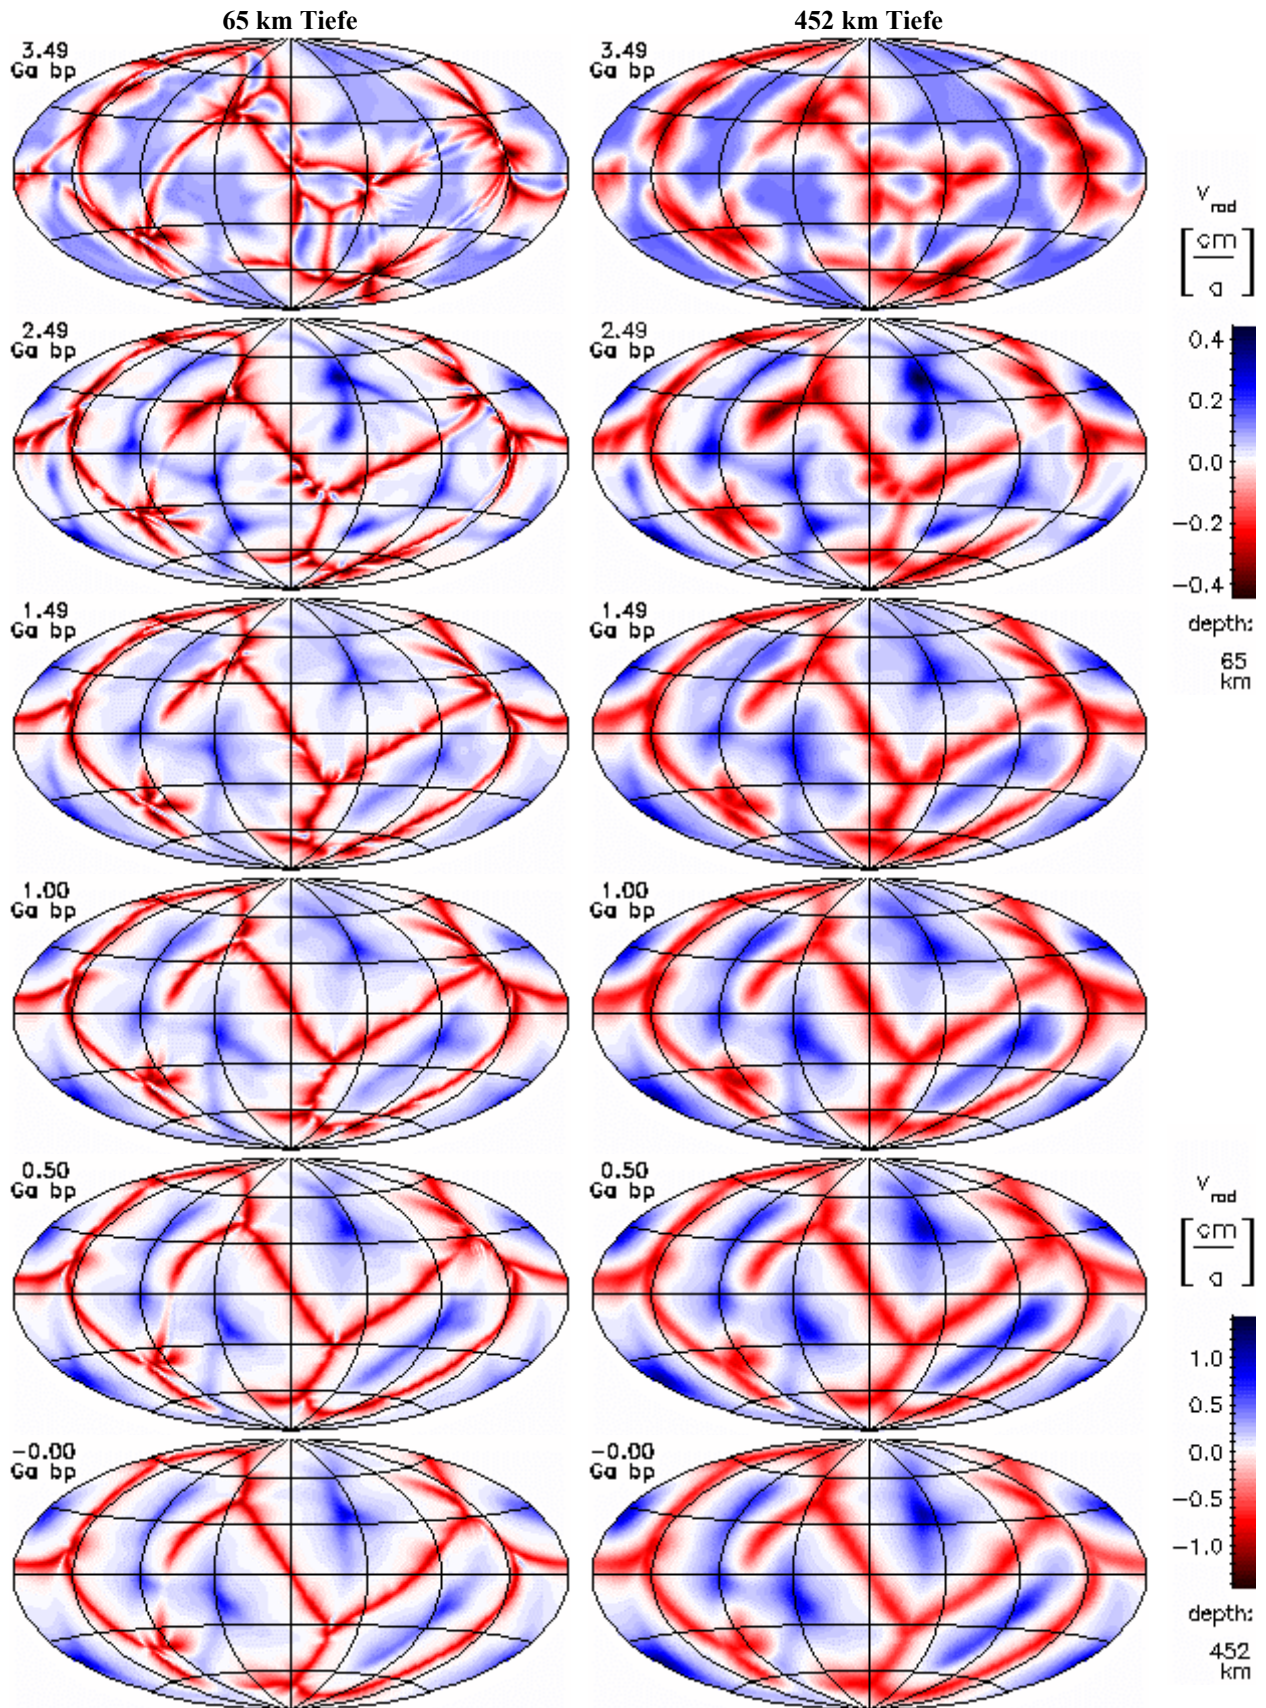 65 km Tiefe
452 km Tiefe
3.49
Ga bp
3.49
Ga bp
2.49
Ga bp
2.49
Ga bp
1.49
Ga bp
1.49
Ga bp
1.00
Ga bp
1.00
Ga bp
0.50
Ga bp
0.50
Ga bp
−0.00
Ga bp
−0.00
Ga bp
v rad
[cm
a]
0.4
0.2
0.0
−0.2
−0.4
depth:
65
km
v rad
[cm
a]
1.0
0.5
0.0
−0.5
−1.0
depth:
452
km